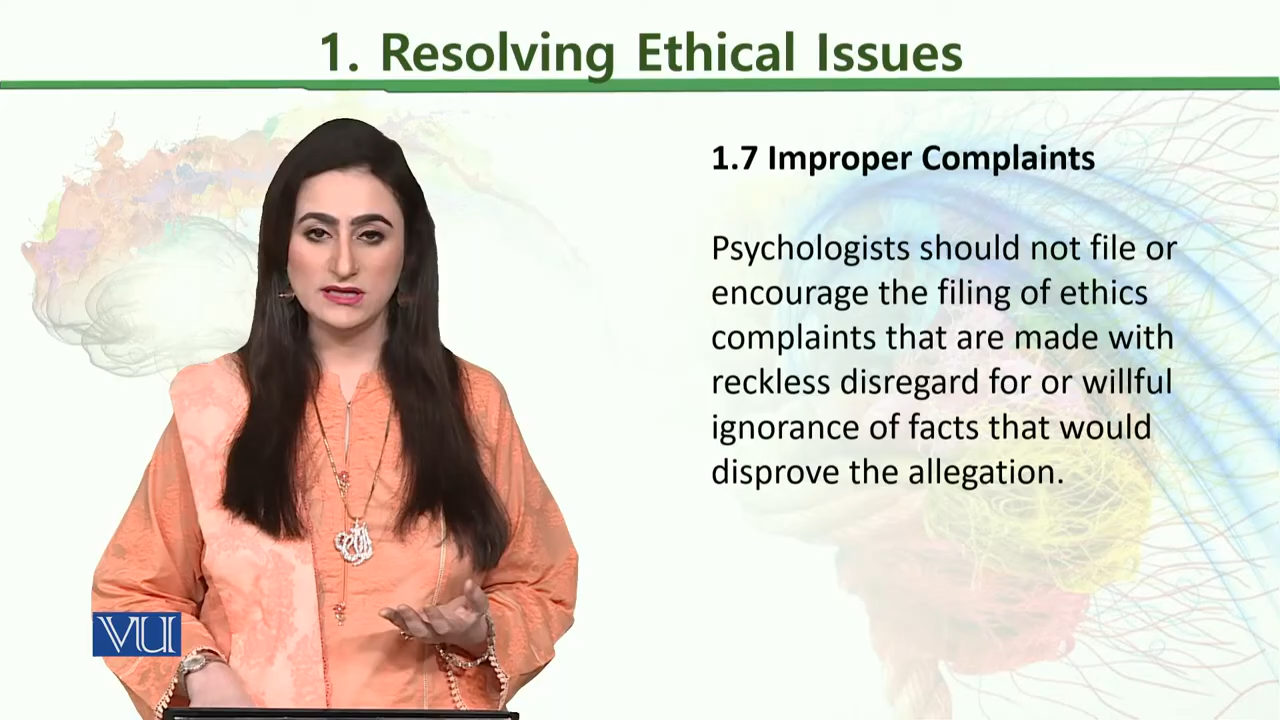 1. Resolving Ethical Issues
1.7 Improper Complaints
Psychologists should not file or
encourage the filing of ethics
complaints that are made with
reckless disregard for or willful
ignorance of facts that would
disprove the allegation.
VU